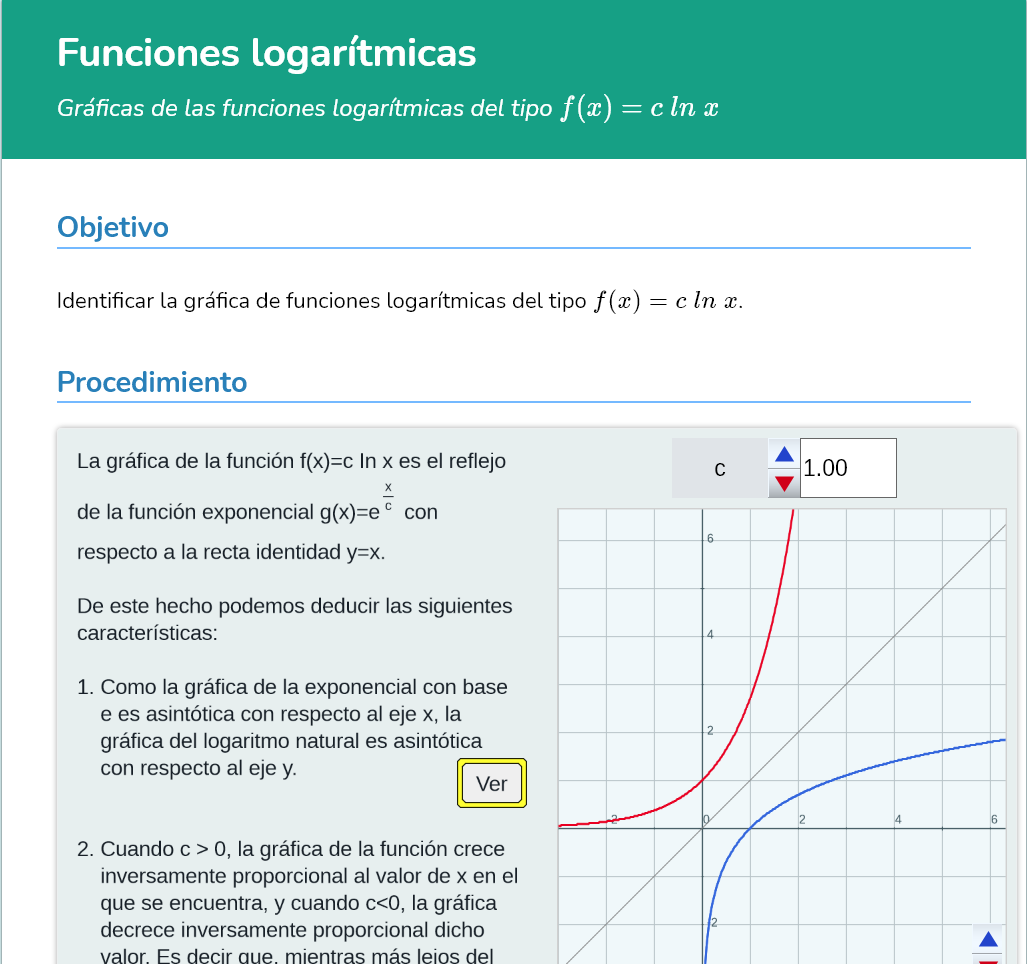 Funciones logarítmicas
Gráficas de las funciones logarítmicas del tipo f(x) = c ln x
Objetivo
Identificar la gráfica de funciones logarítmicas del tipo f(x) = c ln x.
Procedimiento
La gráfica de la función f(x)=c ln x es el reflejo
de la función exponencial g(x)=e^(x/c) con
respecto a la recta identidad y=x.
De este hecho podemos deducir las siguientes
características:
1. Como la gráfica de la exponencial con base
e es asintótica con respecto al eje x, la
gráfica del logaritmo natural es asintótica
con respecto al eje y.
Ver
2. Cuando c > 0, la gráfica de la función crece
inversamente proporcional al valor de x en el
que se encuentra, y cuando c<0, la gráfica
decrece inversamente proporcional dicho
valor. Es decir que, mientras más lejos del
c 1.00
6
4
2
-2 0 2 4 6
-2